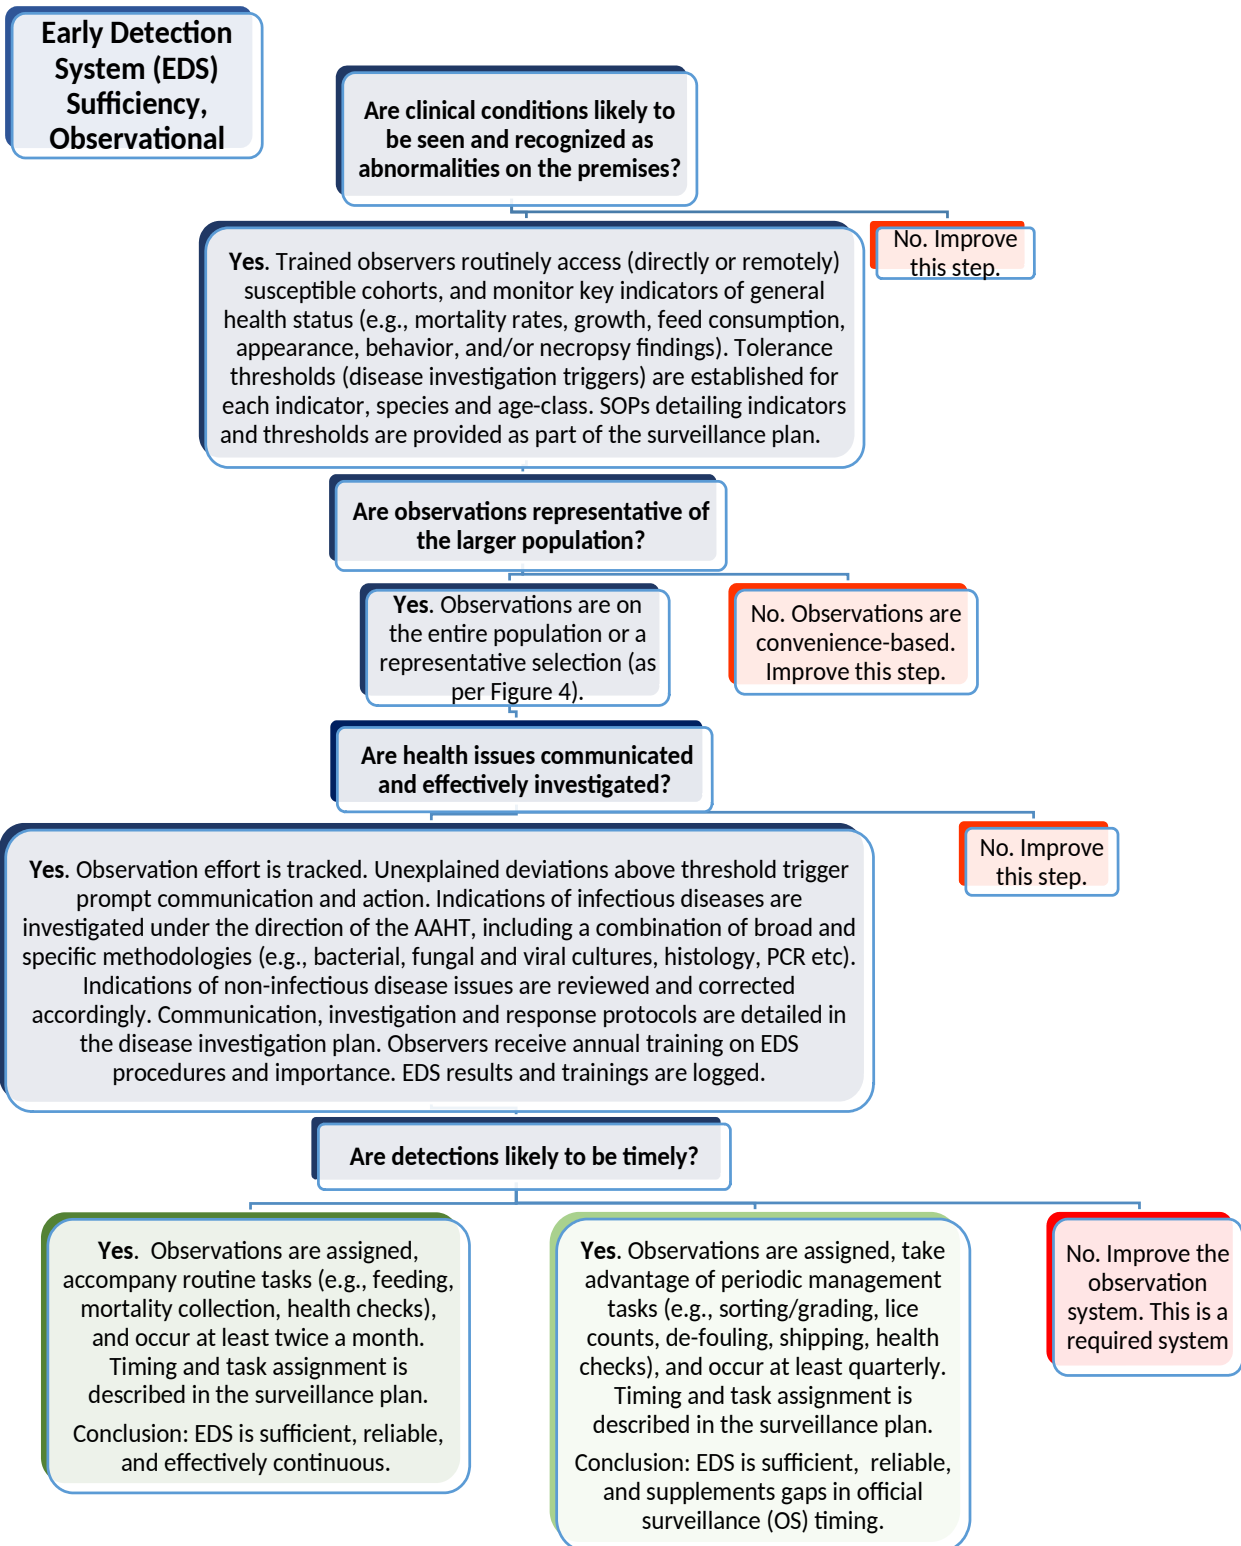 Early Detection
System (EDS)
Sufficiency,
Observational
Are clinical conditions likely to
be seen and recognized as
abnormalities on the premises?
No. Improve
this step.
Yes. Trained observers routinely access (directly or remotely)
susceptible cohorts, and monitor key indicators of general
health status (e.g., mortality rates, growth, feed consumption,
appearance, behavior, and/or necropsy findings). Tolerance
thresholds (disease investigation triggers) are established for
each indicator, species and age-class. SOPs detailing indicators
and thresholds are provided as part of the surveillance plan.
Are observations representative of
the larger population?
Yes. Observations are on
the entire population or a
representative selection (as
per Figure 4).
No. Observations are
convenience-based.
Improve this step.
Are health issues communicated
and effectively investigated?
No. Improve
this step.
Yes. Observation effort is tracked. Unexplained deviations above threshold trigger
prompt communication and action. Indications of infectious diseases are
investigated under the direction of the AAHT, including a combination of broad and
specific methodologies (e.g., bacterial, fungal and viral cultures, histology, PCR etc).
Indications of non-infectious disease issues are reviewed and corrected
accordingly. Communication, investigation and response protocols are detailed in
the disease investigation plan. Observers receive annual training on EDS
procedures and importance. EDS results and trainings are logged.
Are detections likely to be timely?
Yes.  Observations are assigned,
accompany routine tasks (e.g., feeding,
mortality collection, health checks),
and occur at least twice a month.
Timing and task assignment is
described in the surveillance plan.
Conclusion: EDS is sufficient, reliable,
and effectively continuous.
Yes. Observations are assigned, take
advantage of periodic management
tasks (e.g., sorting/grading, lice
counts, de-fouling, shipping, health
checks), and occur at least quarterly.
Timing and task assignment is
described in the surveillance plan.
Conclusion: EDS is sufficient,  reliable,
and supplements gaps in official
surveillance (OS) timing.
No. Improve the
observation
system. This is a
required system